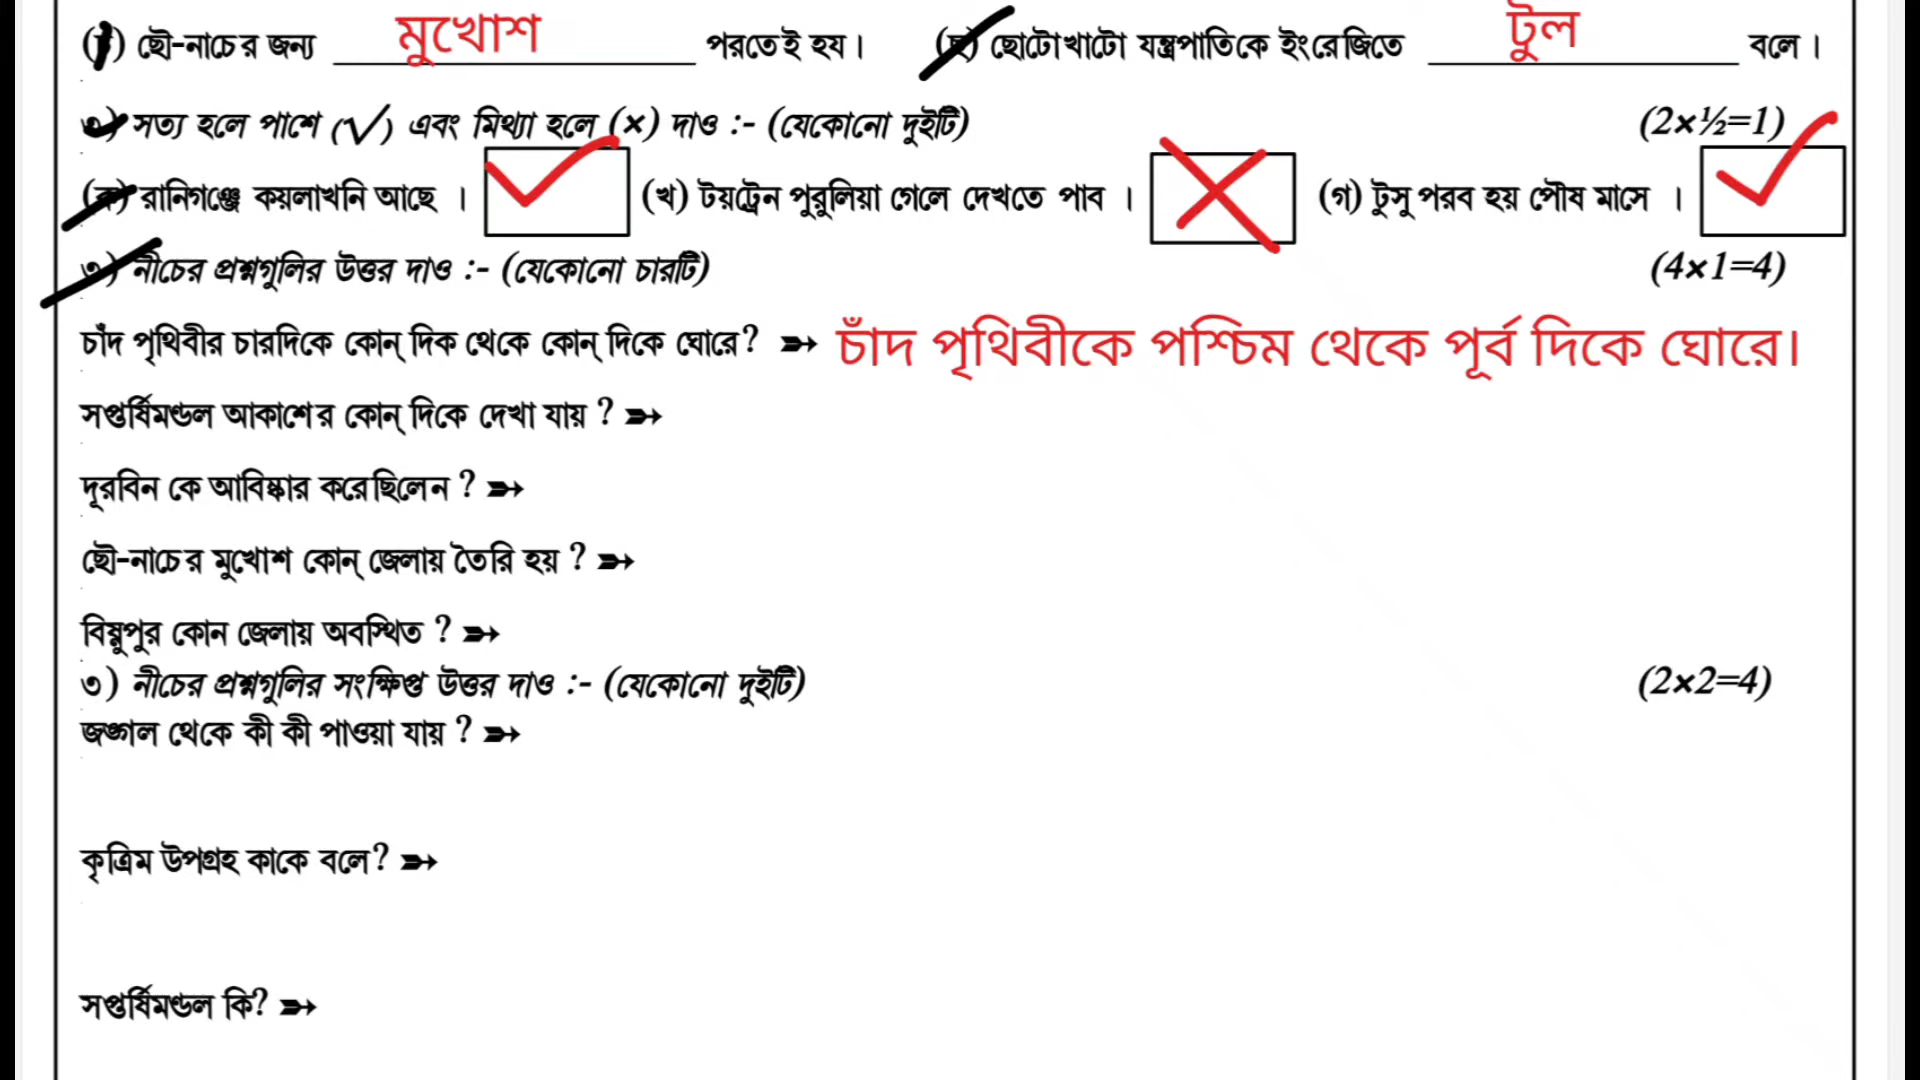 ছৌ-নাচের জন্য মুখোশ পরতেই হয। (ছ) ছোটোখাটো যন্ত্রপাতিকে ইংরেজিতে টুল বলে।
সত্য হলে পাশে (√) এবং মিথ্যা হলে (×) দাও :- (যেকোনো দুইটি) (2×½=1)
(ক) রানিগঞ্জে কয়লাখনি আছে । (খ) টয়ট্রেন পুরুলিয়া গেলে দেখতে পাব । (গ) টুসু পরব হয় পৌষ মাসে ।
৩) নীচের প্রশ্নগুলির উত্তর দাও :- (যেকোনো চারটি) (4×1=4)
চাঁদ পৃথিবীর চারদিকে কোন্ দিক থেকে কোন্ দিকে ঘোরে? ➳ চাঁদ পৃথিবীকে পশ্চিম থেকে পূর্ব দিকে ঘোরে।
সপ্তর্ষিমণ্ডল আকাশের কোন্ দিকে দেখা যায় ? ➳
দূরবিন কে আবিষ্কার করেছিলেন ? ➳
ছৌ-নাচের মুখোশ কোন্ জেলায় তৈরি হয় ? ➳
বিষ্ণুপুর কোন জেলায় অবস্থিত ? ➳
৩) নীচের প্রশ্নগুলির সংক্ষিপ্ত উত্তর দাও :- (যেকোনো দুইটি) (2×2=4)
জঙ্গল থেকে কী কী পাওয়া যায় ? ➳
কৃত্রিম উপগ্রহ কাকে বলে? ➳
সপ্তর্ষিমণ্ডল কি? ➳